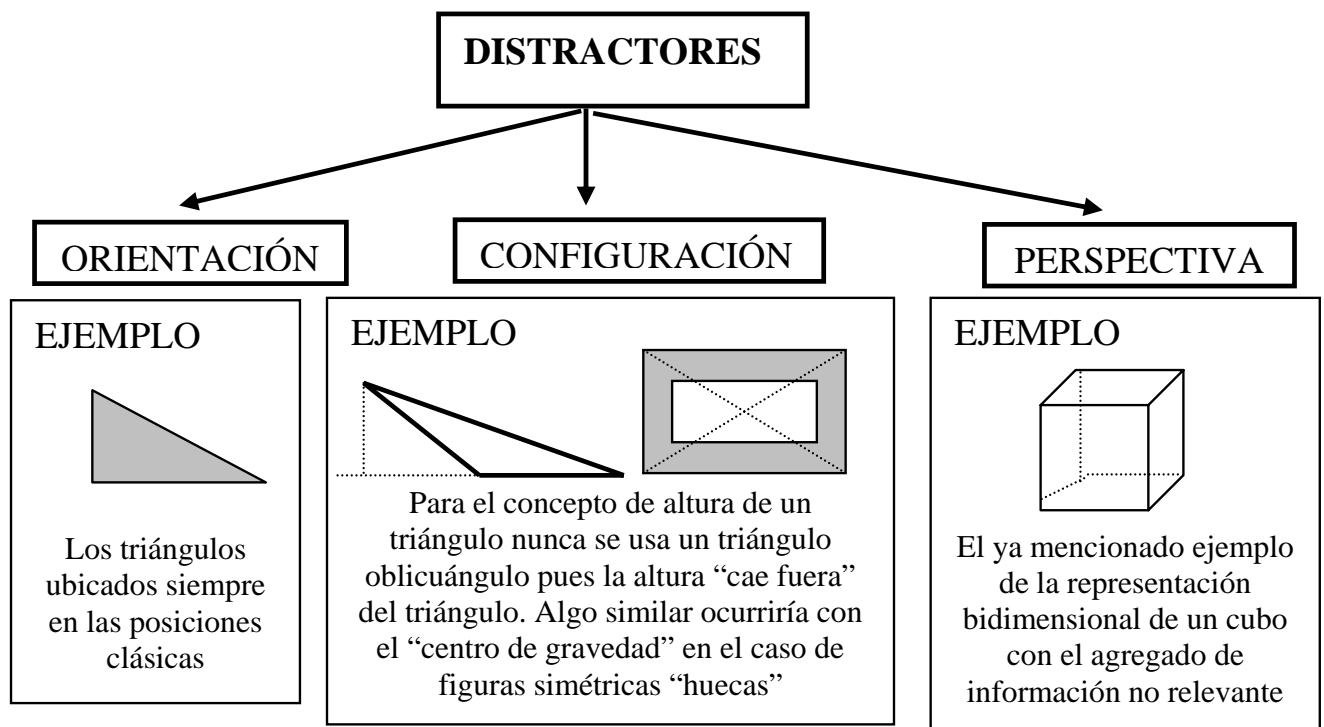 DISTRACTORES
ORIENTACIÓN
CONFIGURACIÓN
PERSPECTIVA
EJEMPLO
Los triángulos
ubicados siempre
en las posiciones
clásicas
EJEMPLO
Para el concepto de altura de un
triángulo nunca se usa un triángulo
oblicuángulo pues la altura “cae fuera”
del triángulo. Algo similar ocurriría con
el “centro de gravedad” en el caso de
figuras simétricas “huecas”
EJEMPLO
El ya mencionado ejemplo
de la representación
bidimensional de un cubo
con el agregado de
información no relevante